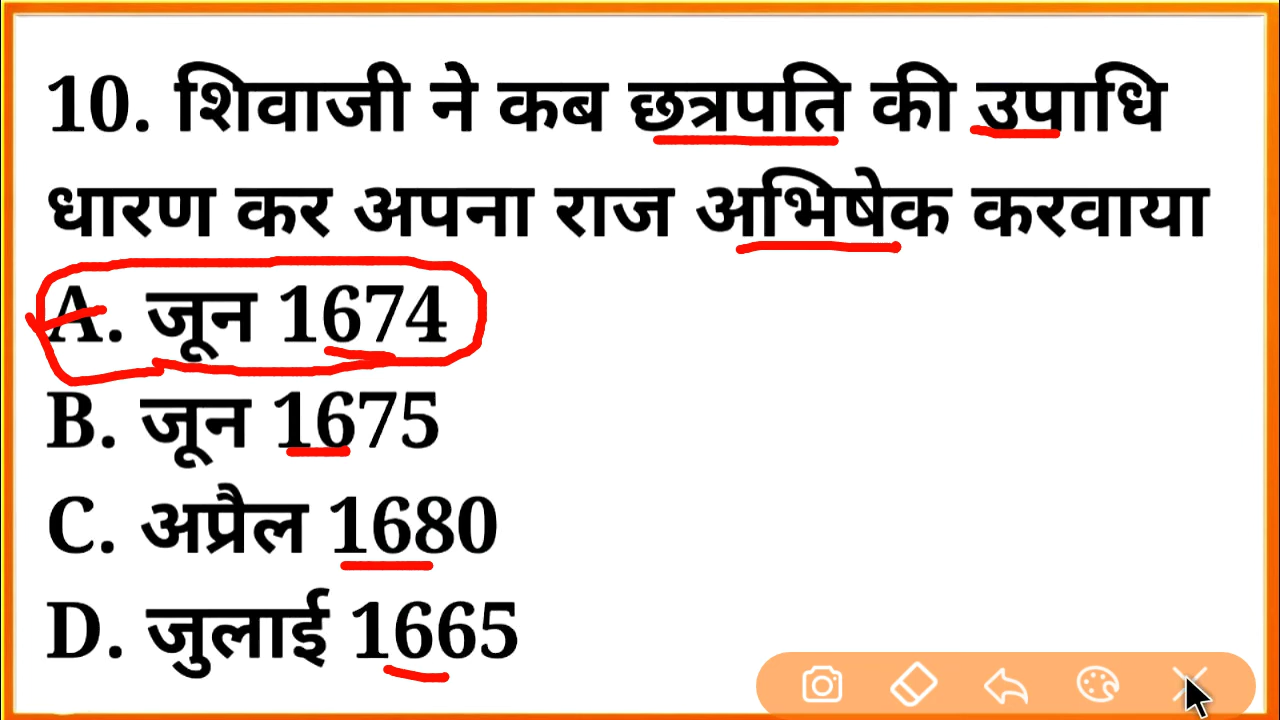 10. शिवाजी ने कब छत्रपति की उपाधि
धारण कर अपना राज अभिषेक करवाया
A. जून 1674
B. जून 1675
C. अप्रैल 1680
D. जुलाई 1665